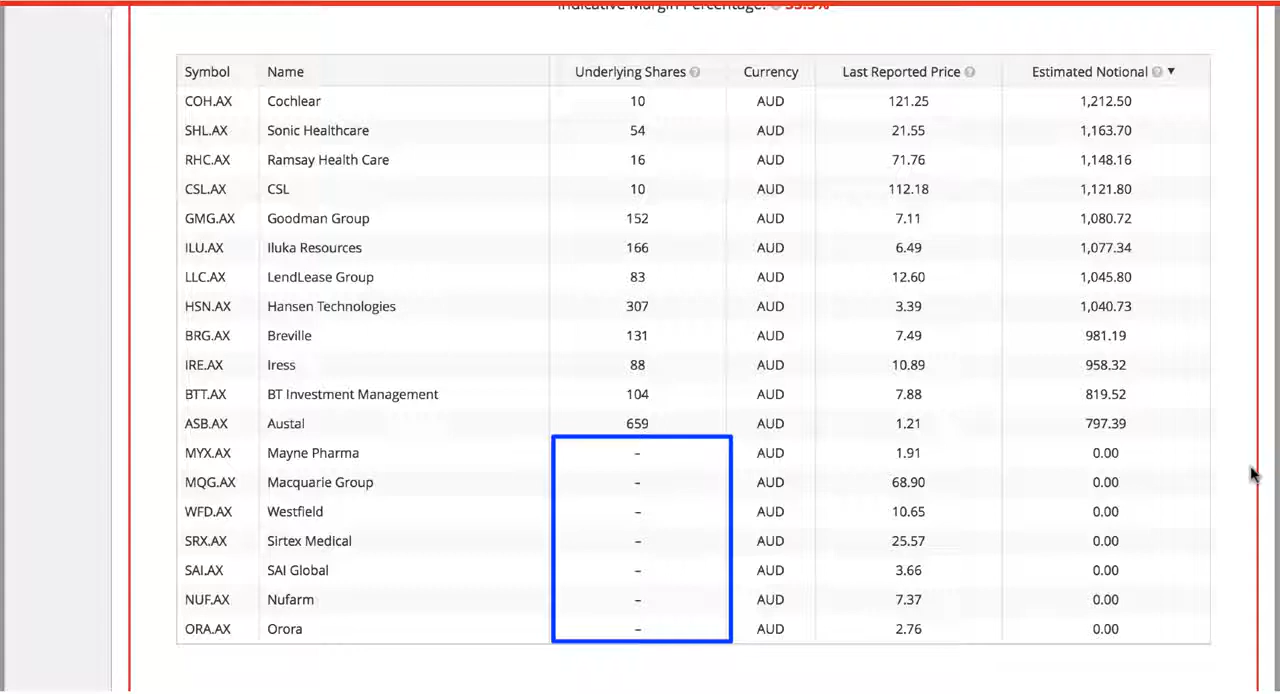 Indicative Margin Percentage: 33.3%
Symbol Name Underlying Shares ? Currency Last Reported Price ? Estimated Notional ? ▼
COH.AX Cochlear 10 AUD 121.25 1,212.50
SHL.AX Sonic Healthcare 54 AUD 21.55 1,163.70
RHC.AX Ramsay Health Care 16 AUD 71.76 1,148.16
CSL.AX CSL 10 AUD 112.18 1,121.80
GMG.AX Goodman Group 152 AUD 7.11 1,080.72
ILU.AX Iluka Resources 166 AUD 6.49 1,077.34
LLC.AX LendLease Group 83 AUD 12.60 1,045.80
HSN.AX Hansen Technologies 307 AUD 3.39 1,040.73
BRG.AX Breville 131 AUD 7.49 981.19
IRE.AX Iress 88 AUD 10.89 958.32
BTT.AX BT Investment Management 104 AUD 7.88 819.52
ASB.AX Austal 659 AUD 1.21 797.39
MYX.AX Mayne Pharma – AUD 1.91 0.00
MQG.AX Macquarie Group – AUD 68.90 0.00
WFD.AX Westfield – AUD 10.65 0.00
SRX.AX Sirtex Medical – AUD 25.57 0.00
SAI.AX SAI Global – AUD 3.66 0.00
NUF.AX Nufarm – AUD 7.37 0.00
ORA.AX Orora – AUD 2.76 0.00